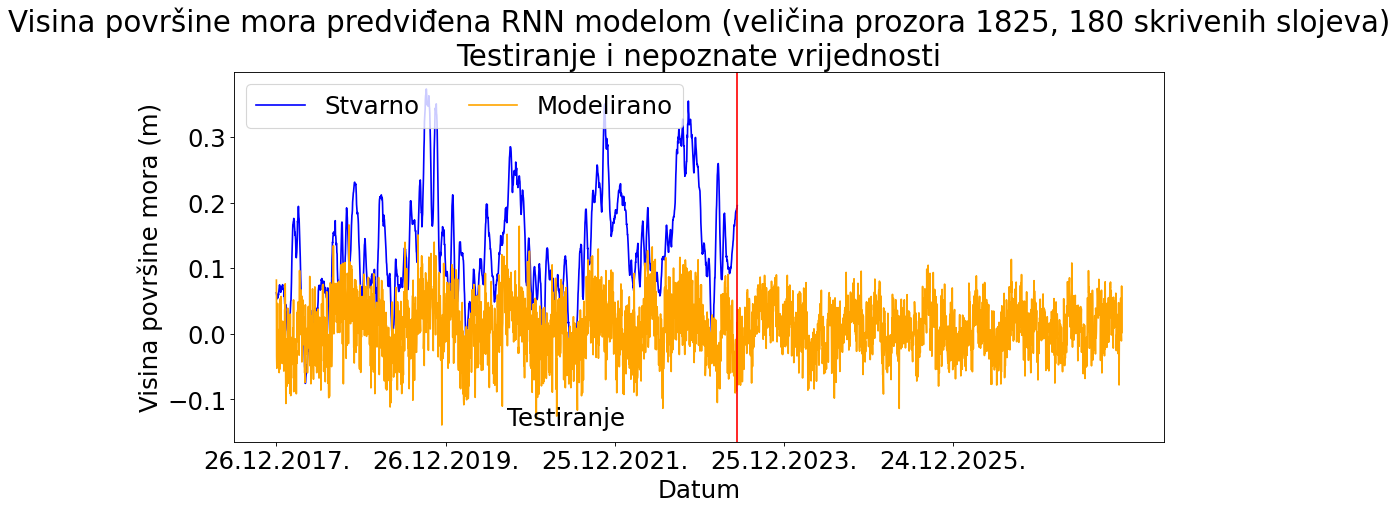 Visina površine mora predviđena RNN modelom (veličina prozora 1825, 180 skrivenih slojeva)
Testiranje i nepoznate vrijednosti
Stvarno Modelirano
Visina površine mora (m)
0.3
0.2
0.1
0.0
−0.1
Testiranje
26.12.2017. 26.12.2019. 25.12.2021. 25.12.2023. 24.12.2025.
Datum